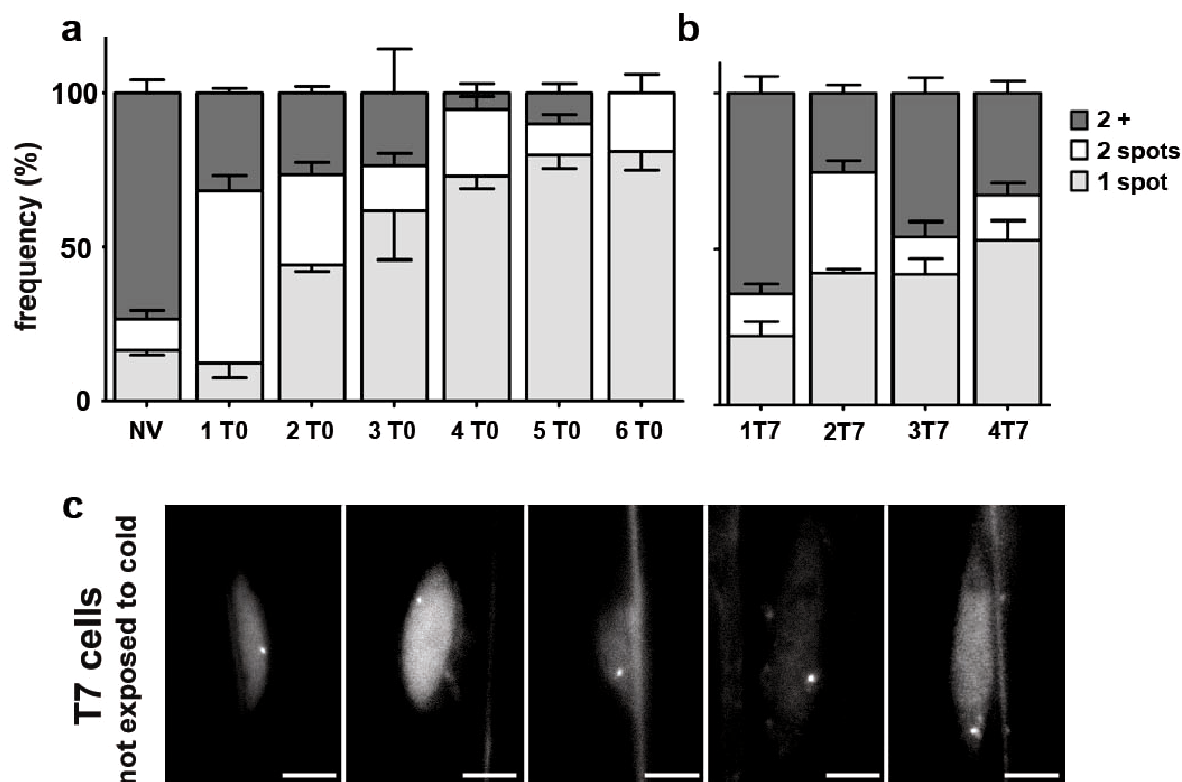 a
b
100
50
0
frequency (%)
NV 1 T0 2 T0 3 T0 4 T0 5 T0 6 T0
1T7 2T7 3T7 4T7
2 +
2 spots
1 spot
c
T7 cells
not exposed to cold